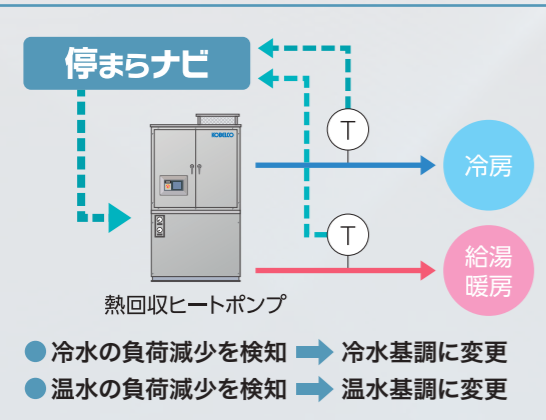 停まらナビ
T
KOBELCO
冷房
T
給湯
暖房
熱回収ヒートポンプ
●冷水の負荷減少を検知 ➡ 冷水基調に変更
●温水の負荷減少を検知 ➡ 温水基調に変更